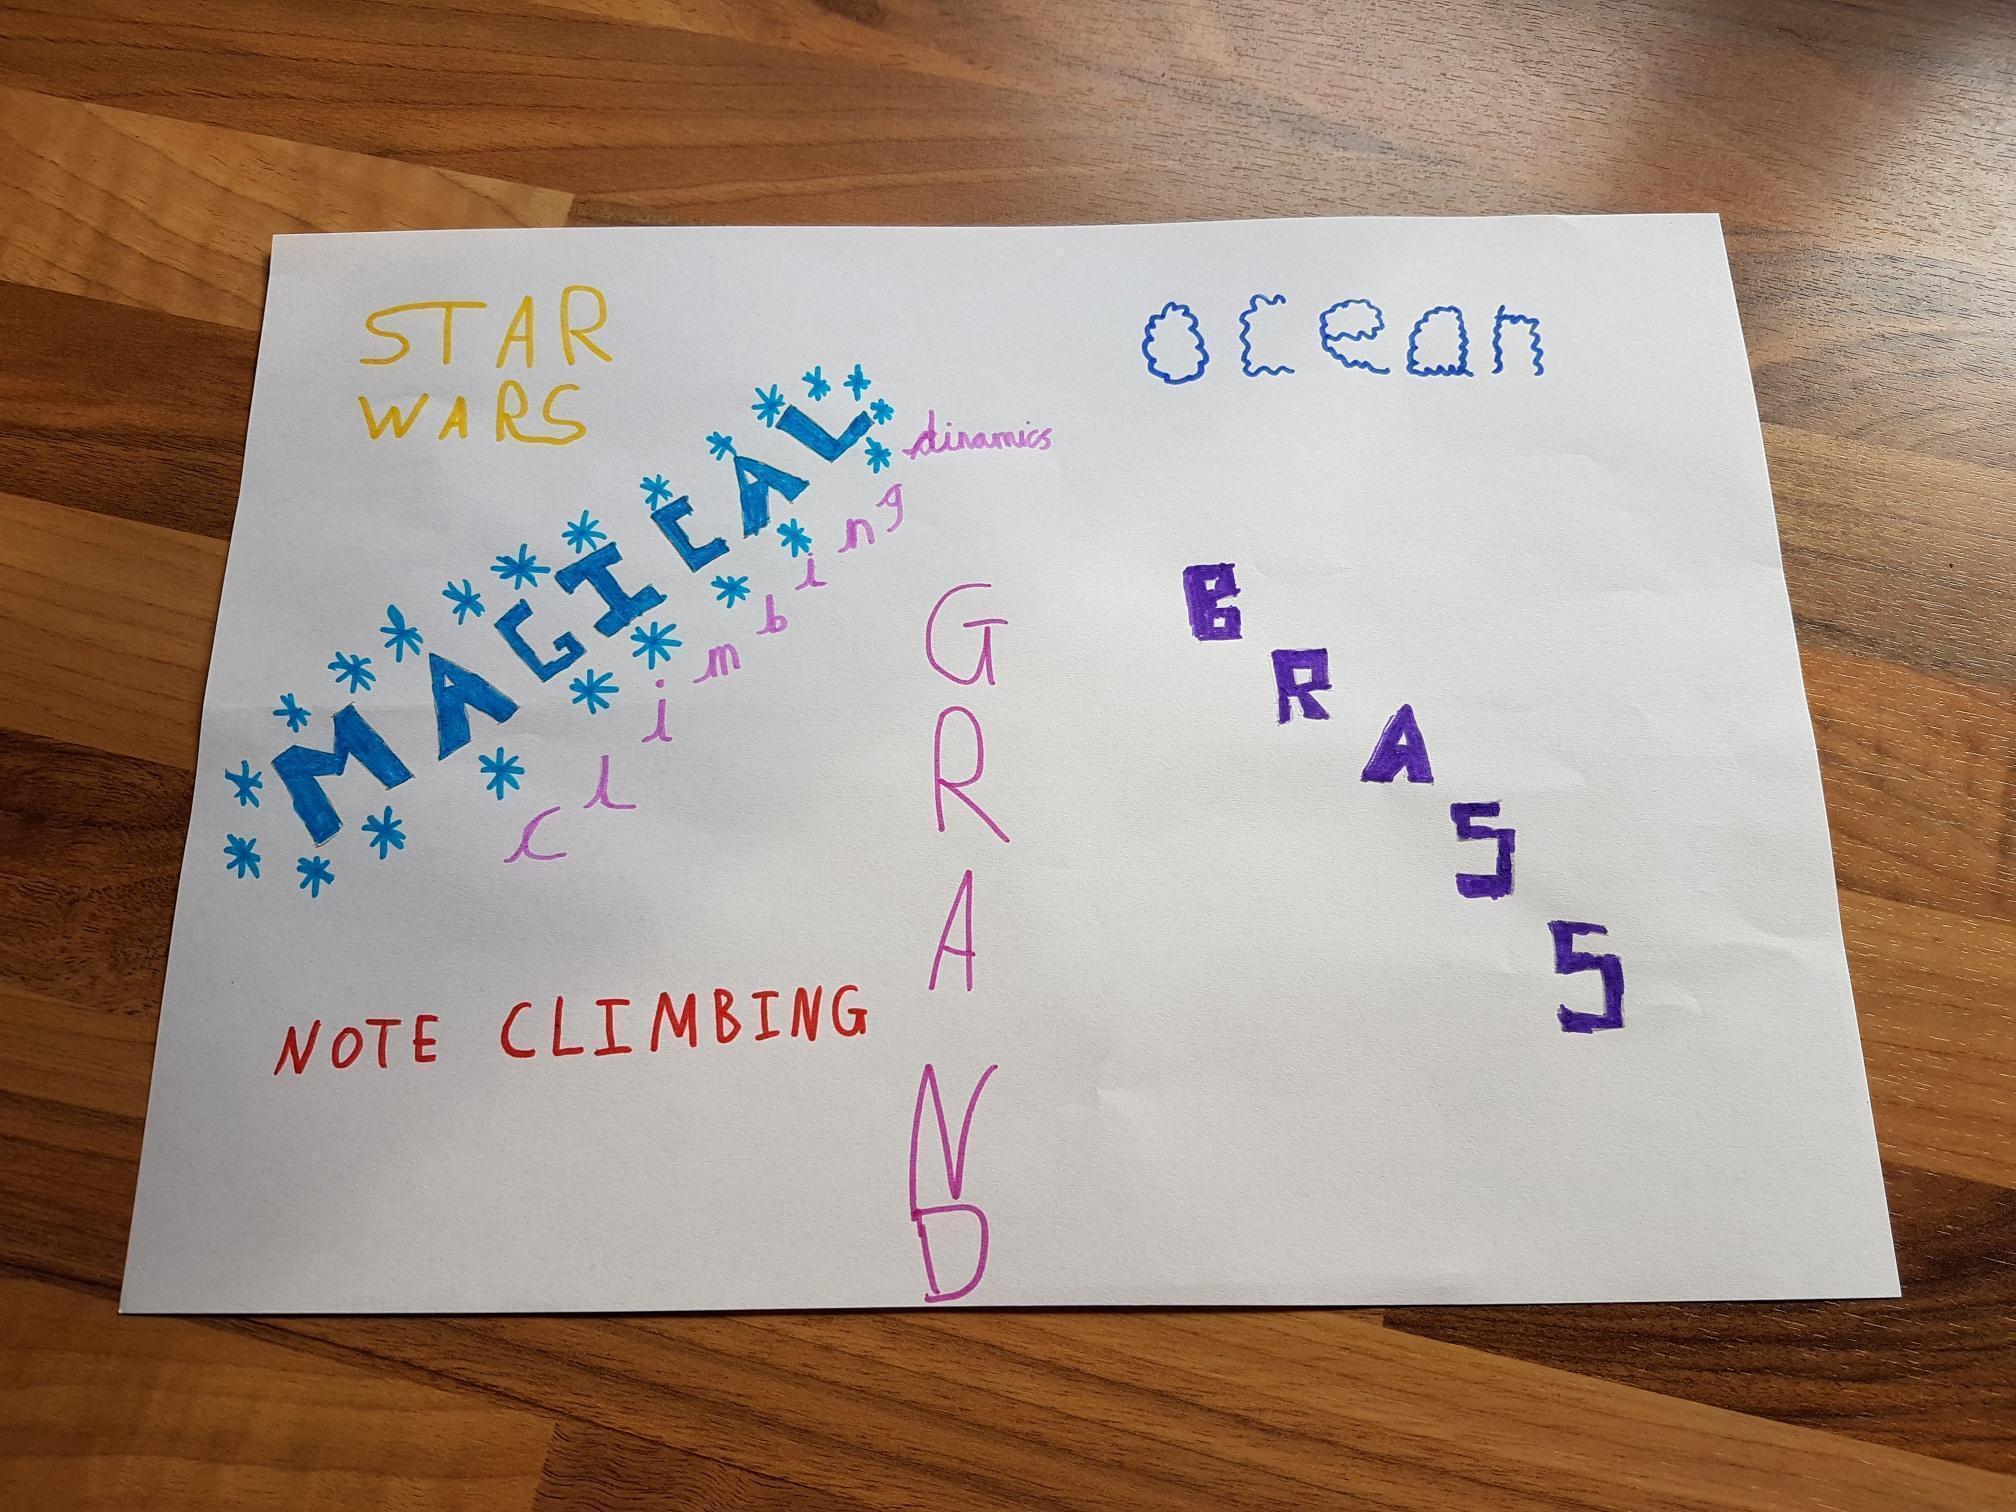 STAR
WARS
ocean
MAGICAL
climbing
dinamics
GRAND
BRASS
NOTE CLIMBING